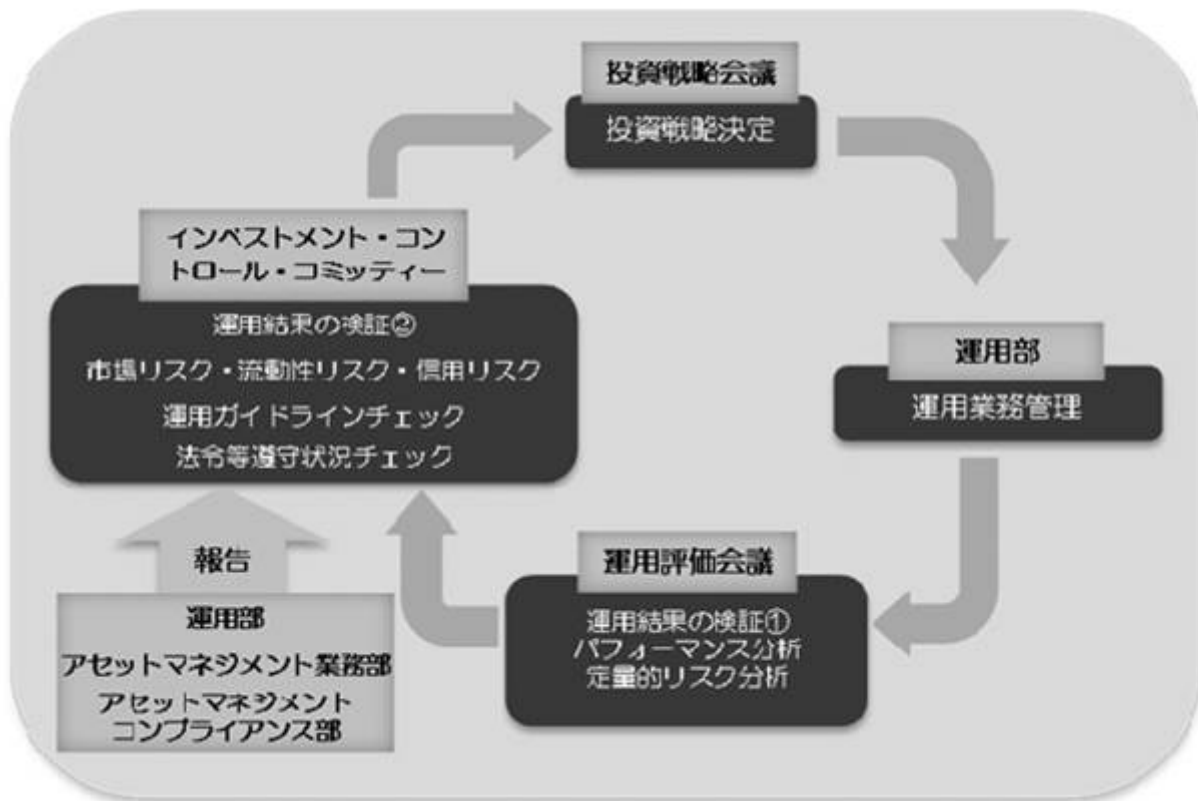 投資戦略会議
投資戦略決定
運用部
運用業務管理
運用評価会議
運用結果の検証①
パフォーマンス分析
定量的リスク分析
インベストメント・コン
トロール・コミッティー
運用結果の検証②
市場リスク・流動性リスク・信用リスク
運用ガイドラインチェック
法令等遵守状況チェック
報告
運用部
アセットマネジメント業務部
アセットマネジメント
コンプライアンス部